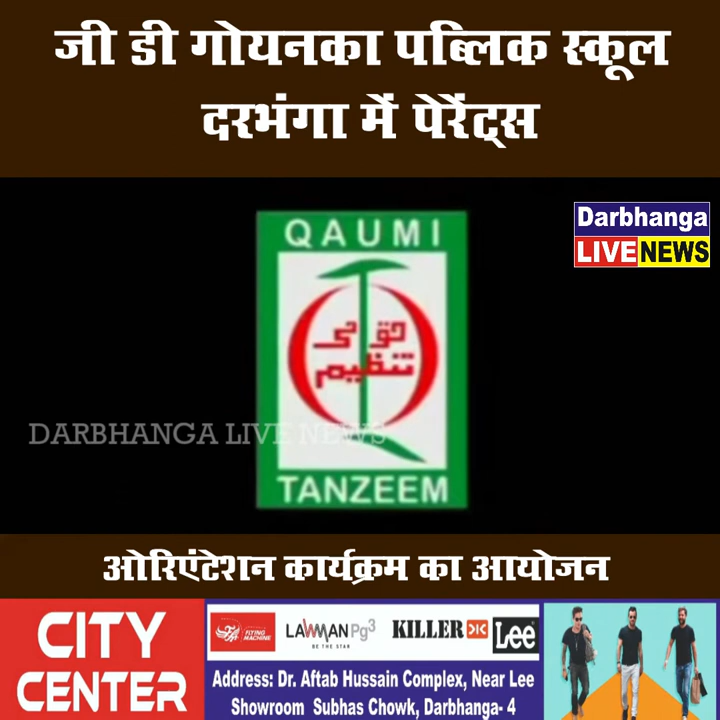 जी डी गोयनका पब्लिक स्कूल
दरभंगा में पेरेंट्स
Darbhanga
LIVE NEWS
QAUMI
قومی
تنظیم
DARBHANGA LIVE NEWS
TANZEEM
ओरिएंटेशन कार्यक्रम का आयोजन
CITY
CENTER
FLYING
MACHINE
LAWMAN Pg3
BE THE STAR
KILLER
Lee
Address: Dr. Aftab Hussain Complex, Near Lee
Showroom Subhas Chowk, Darbhanga- 4